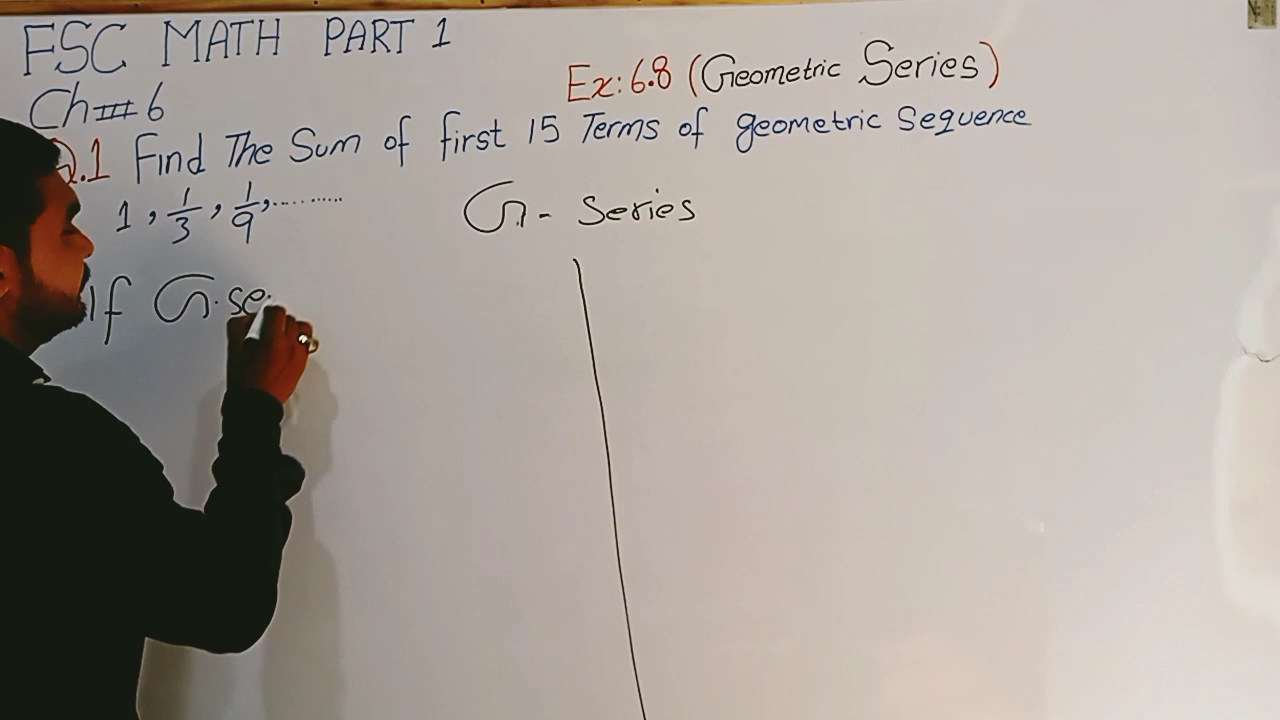 FSC MATH PART 1
Ch # 6
Ex: 6.8 (Geometric Series)
Q.1 Find The Sum of first 15 Terms of geometric Sequence
1, 1/3, 1/9, ..........
G - Series
If G. se